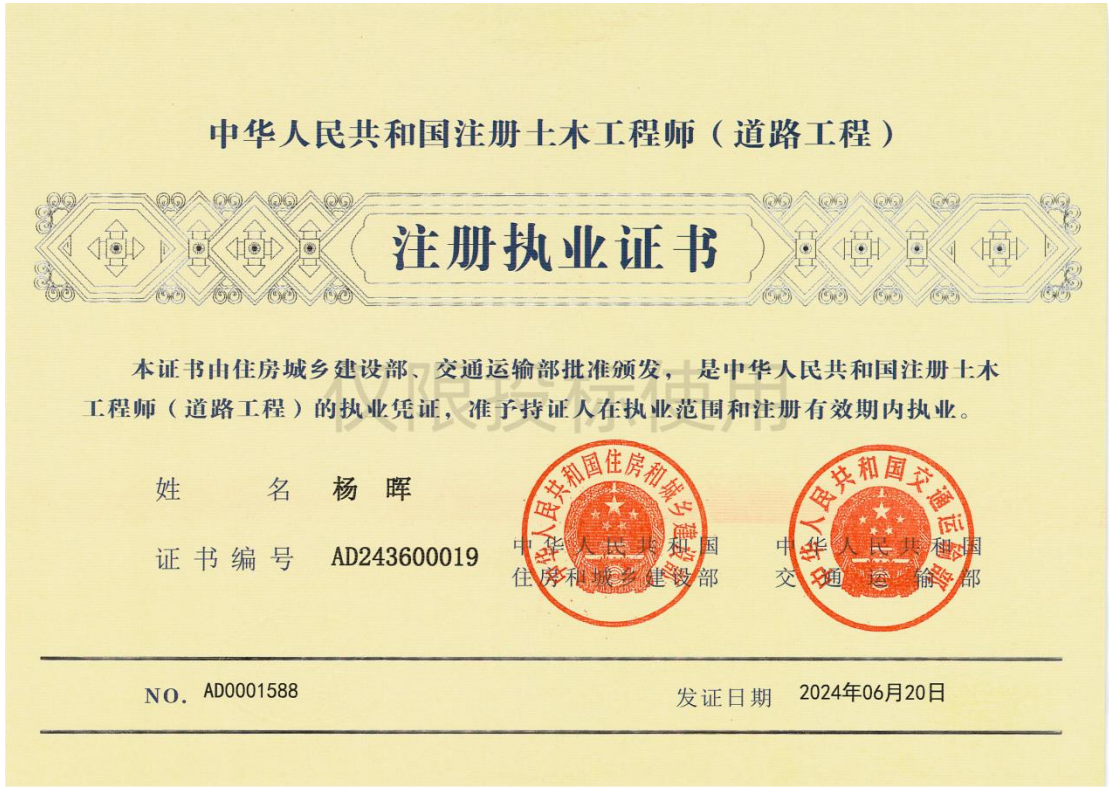 中华人民共和国注册土木工程师（道路工程）
注册执业证书
本证书由住房城乡建设部、交通运输部批准颁发，是中华人民共和国注册土木
工程师（道路工程）的执业凭证，准予持证人在执业范围和注册有效期内执业。
仅限投标使用
姓 名 杨 晖
证书编号 AD243600019
中华人民共和国住房和城乡建设部
中华人民共和国
住房和城乡建设部
中华人民共和国交通运输部
中华人民共和国
交通运输部
NO. AD0001588
发证日期 2024年06月20日